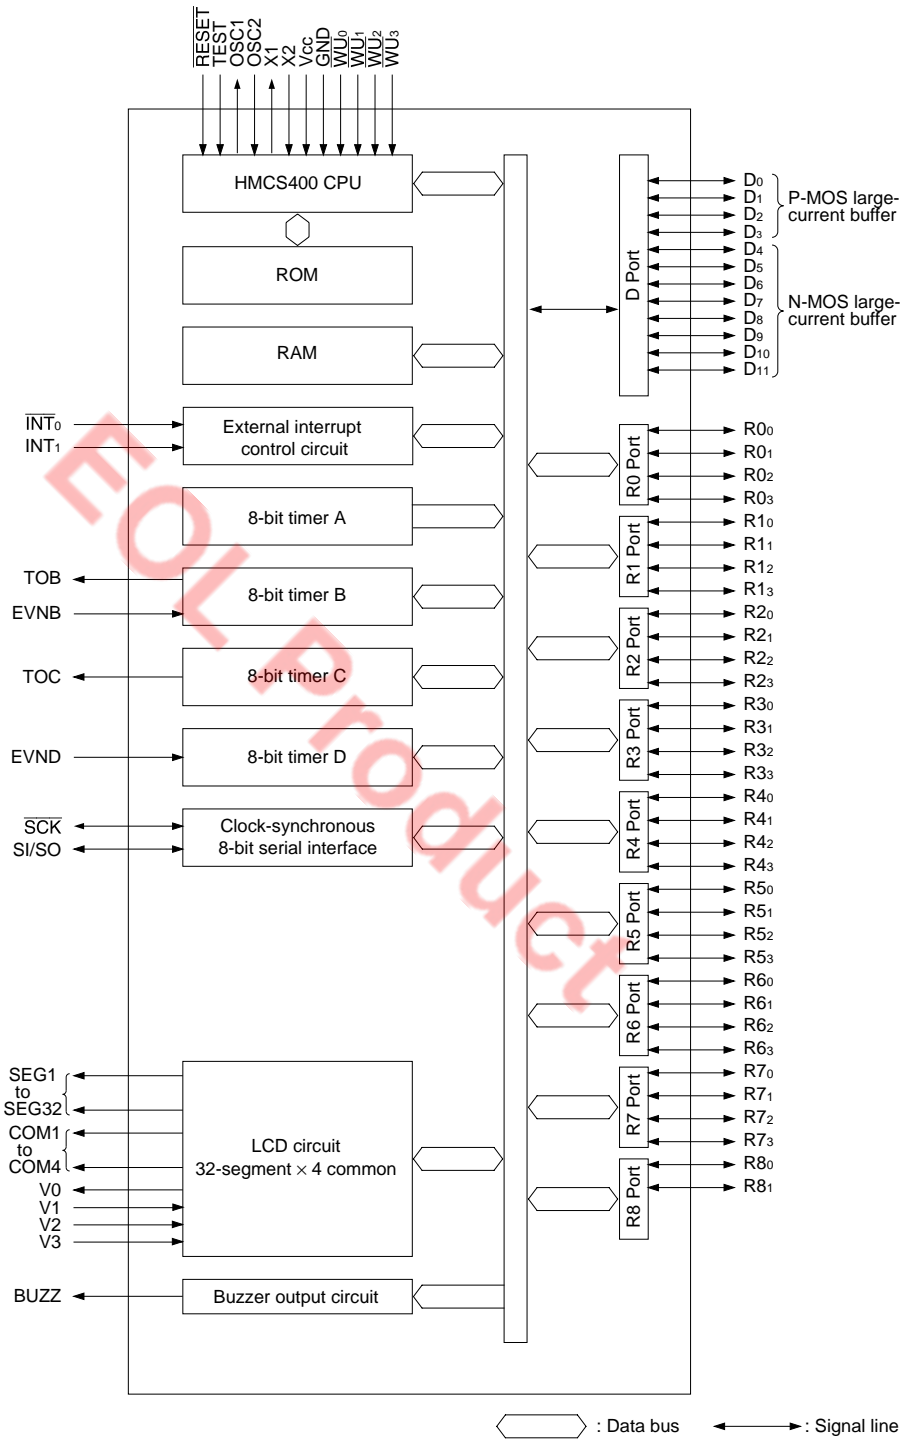 RESET
TEST
OSC1
OSC2
X1
X2
Vcc
GND
WU0
WU1
WU2
WU3
HMCS400 CPU
ROM
RAM
INT0
INT1
External interrupt
control circuit
8-bit timer A
TOB
EVNB
8-bit timer B
TOC
8-bit timer C
EVND
8-bit timer D
SCK
SI/SO
Clock-synchronous
8-bit serial interface
SEG1
to
SEG32
COM1
to
COM4
V0
V1
V2
V3
LCD circuit
32-segment × 4 common
BUZZ
Buzzer output circuit
D Port
D0
D1
D2
D3
P-MOS large-
current buffer
D4
D5
D6
D7
D8
D9
D10
D11
N-MOS large-
current buffer
R0 Port
R00
R01
R02
R03
R1 Port
R10
R11
R12
R13
R2 Port
R20
R21
R22
R23
R3 Port
R30
R31
R32
R33
R4 Port
R40
R41
R42
R43
R5 Port
R50
R51
R52
R53
R6 Port
R60
R61
R62
R63
R7 Port
R70
R71
R72
R73
R8 Port
R80
R81
EOL Product
: Data bus
: Signal line